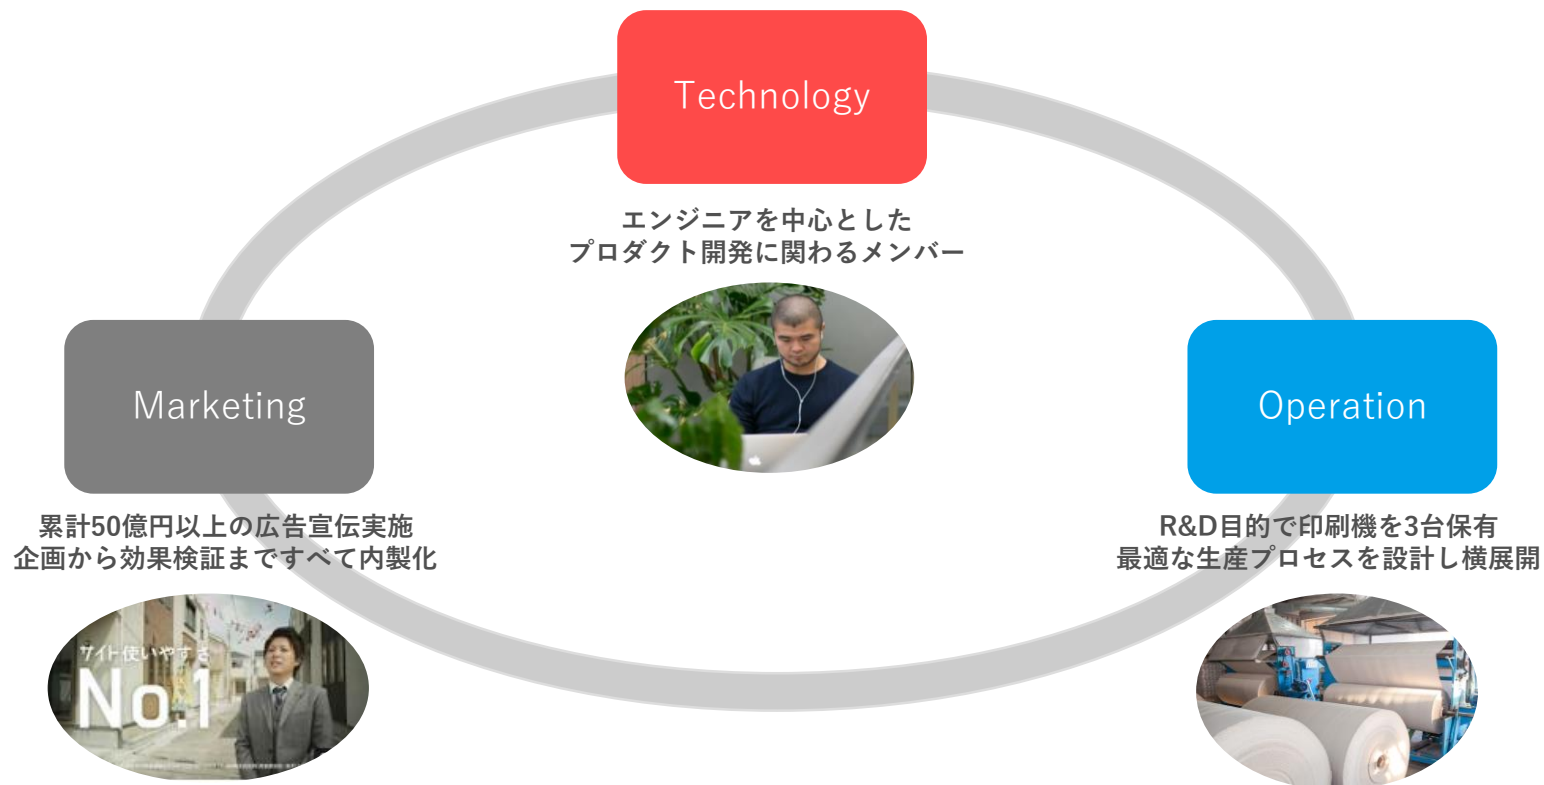 Technology
エンジニアを中心とした
プロダクト開発に関わるメンバー
Marketing
累計50億円以上の広告宣伝実施
企画から効果検証まですべて内製化
サイト使いやすさ
No.1
Operation
R&D目的で印刷機を3台保有
最適な生産プロセスを設計し横展開